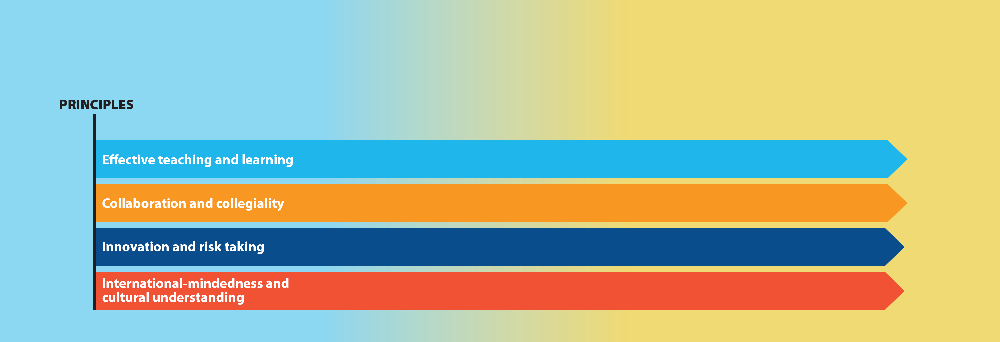 PRINCIPLES
Effective teaching and learning
Collaboration and collegiality
Innovation and risk taking
International-mindedness and
cultural understanding